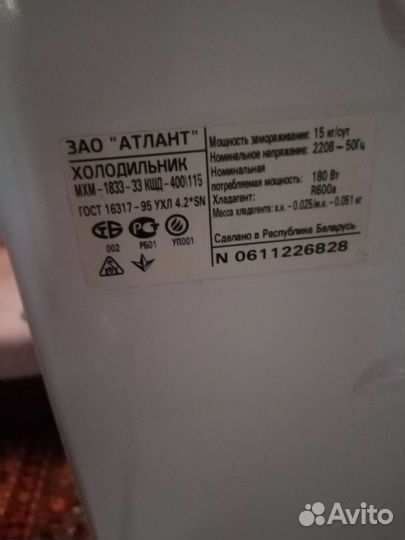 ЗАО "АТЛАНТ"
ХОЛОДИЛЬНИК
МХМ-1833-33 КШД-400\115
ГОСТ 16317-95 УХЛ 4.2*SN
002 РБ01 УП001
Мощность замораживания: 15 кг/сут
Номинальное напряжение: 220В ~ 50Гц
Номинальная
потребляемая мощность: 180 Вт
Хладагент: R600a
Масса хладагента: х.к. -0.025/м.к. -0.051 кг
Сделано в Республике Беларусь
N 0611226828
Avito